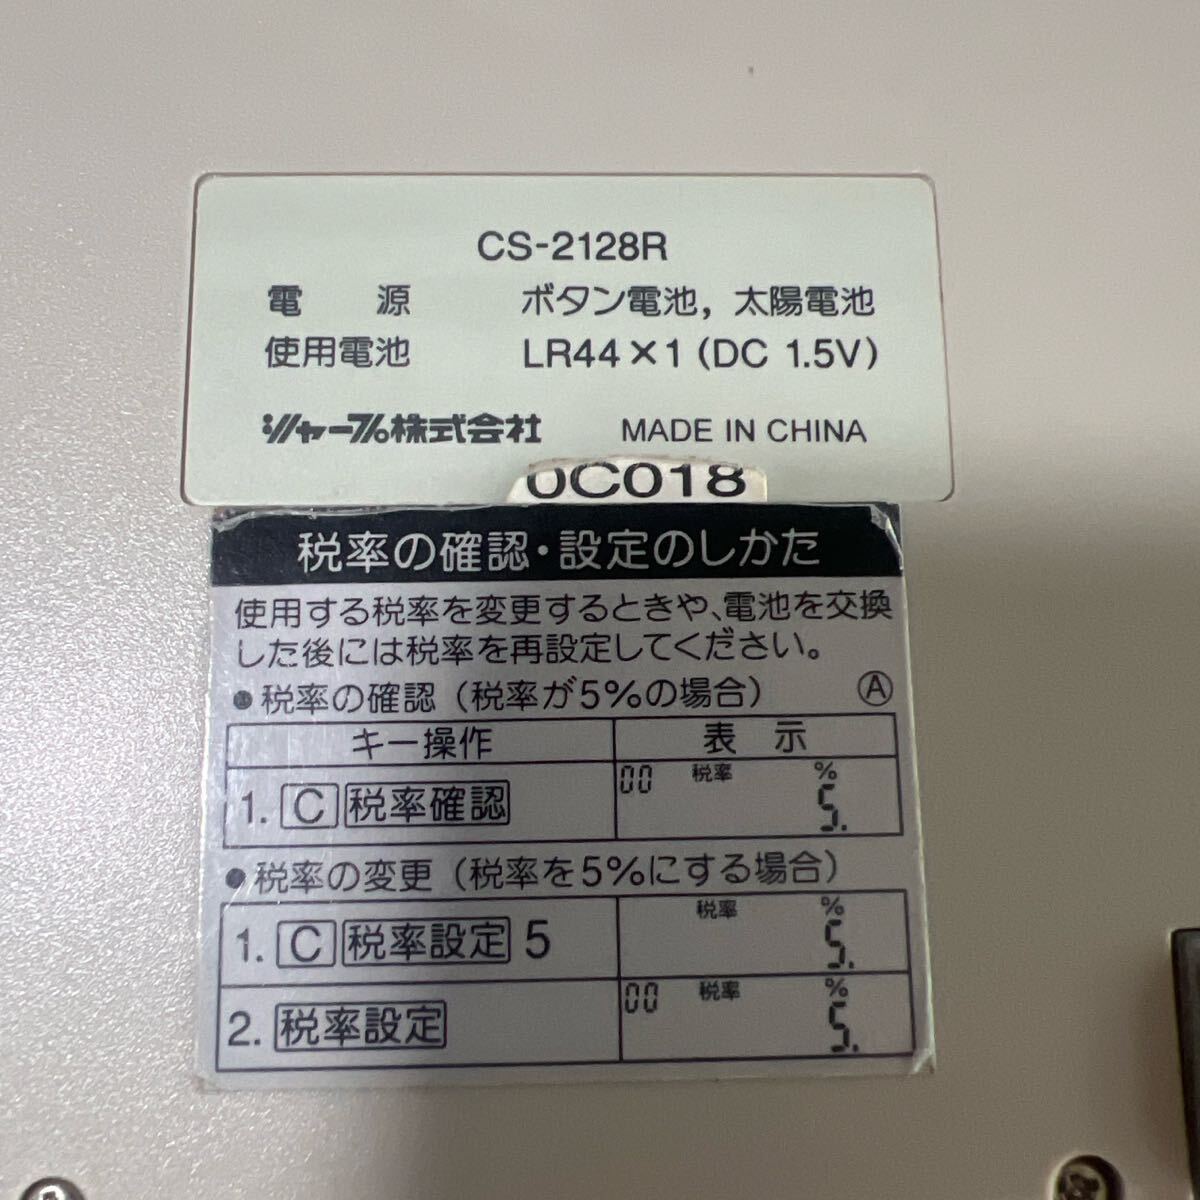 CS-2128R
電　源　ボタン電池，太陽電池
使用電池　LR44×1（DC 1.5V）
シャープ株式会社　MADE IN CHINA
0C018
税率の確認・設定のしかた
使用する税率を変更するときや、電池を交換
した後には税率を再設定してください。
●税率の確認（税率が5%の場合）　Ⓐ
キー操作　表　示
1. C 税率確認　00 税率 % 5.
●税率の変更（税率を5%にする場合）
1. C 税率設定 5　税率 % 5.
2. 税率設定　00 税率 % 5.